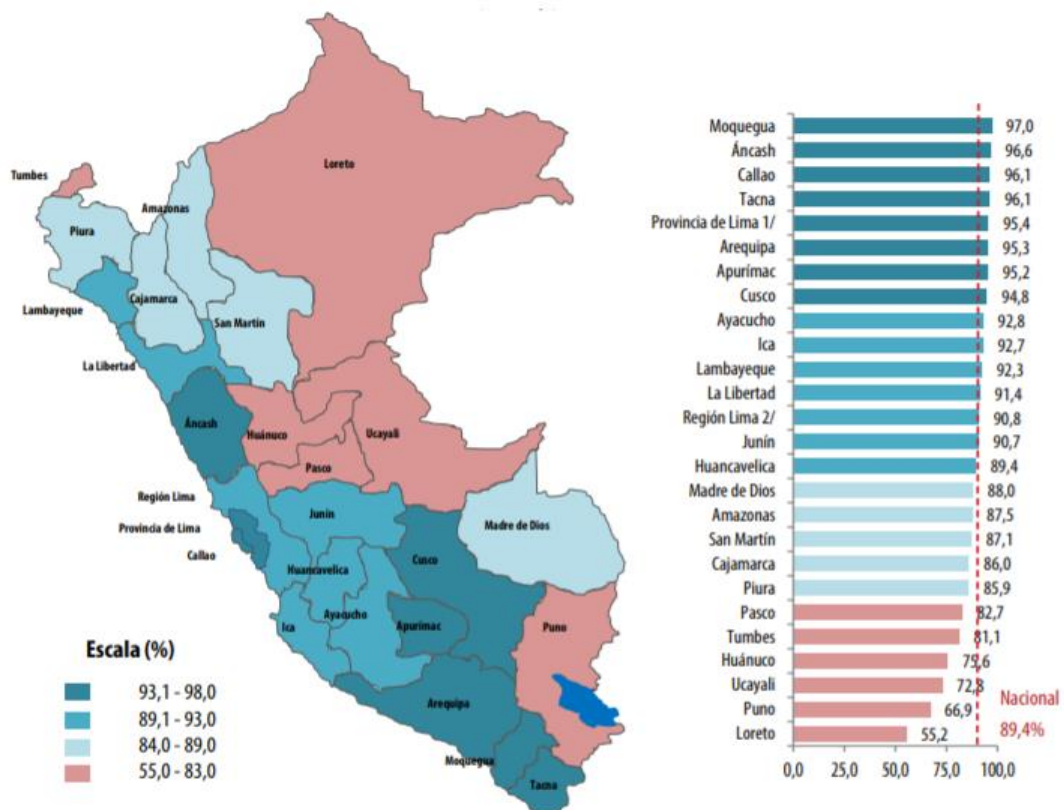 Loreto
Tumbes
Amazonas
Piura
Lambayeque
Cajamarca
San Martín
La Libertad
Áncash
Huánuco
Ucayali
Pasco
Región Lima
Junín
Provincia de Lima
Madre de Dios
Callao
Cusco
Huancavelica
Ayacucho
Ica
Apurímac
Puno
Arequipa
Moquegua
Tacna
Escala (%)
93,1 - 98,0
89,1 - 93,0
84,0 - 89,0
55,0 - 83,0
Moquegua 97,0
Áncash 96,6
Callao 96,1
Tacna 96,1
Provincia de Lima 1/ 95,4
Arequipa 95,3
Apurímac 95,2
Cusco 94,8
Ayacucho 92,8
Ica 92,7
Lambayeque 92,3
La Libertad 91,4
Región Lima 2/ 90,8
Junín 90,7
Huancavelica 89,4
Madre de Dios 88,0
Amazonas 87,5
San Martín 87,1
Cajamarca 86,0
Piura 85,9
Pasco 82,7
Tumbes 81,1
Huánuco 75,6
Ucayali 72,8
Puno 66,9
Loreto 55,2
Nacional
89,4%
0,0 25,0 50,0 75,0 100,0